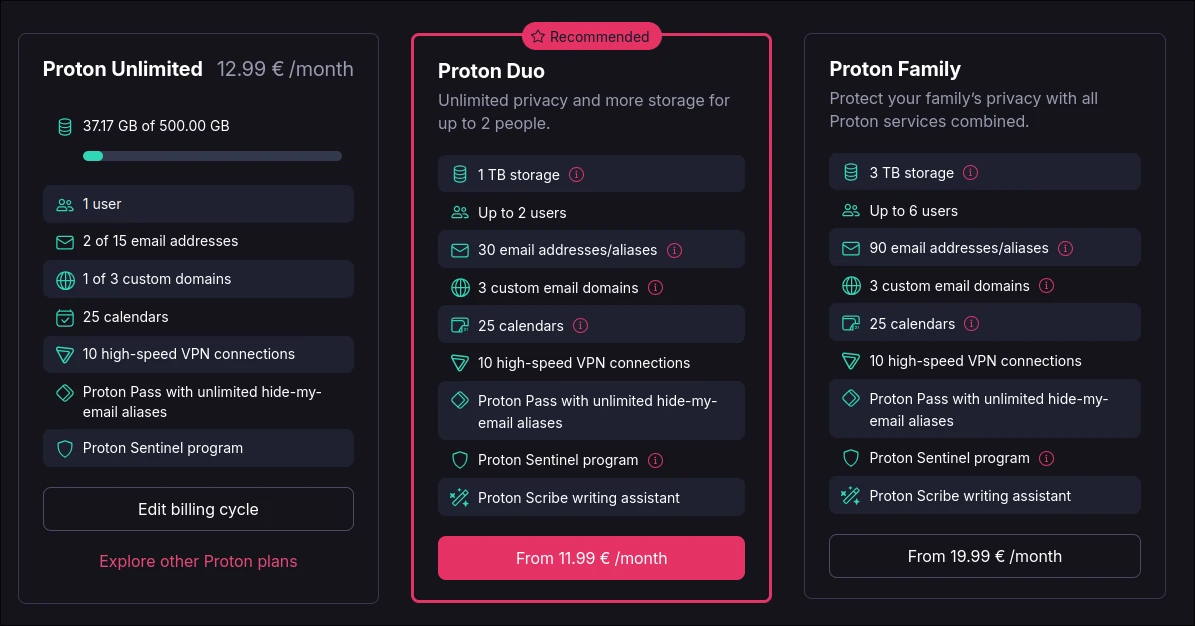 Proton Unlimited 12.99 € /month
37.17 GB of 500.00 GB
1 user
2 of 15 email addresses
1 of 3 custom domains
25 calendars
10 high-speed VPN connections
Proton Pass with unlimited hide-my-
email aliases
Proton Sentinel program
Edit billing cycle
Explore other Proton plans
Recommended
Proton Duo
Unlimited privacy and more storage for
up to 2 people.
1 TB storage
Up to 2 users
30 email addresses/aliases
3 custom email domains
25 calendars
10 high-speed VPN connections
Proton Pass with unlimited hide-my-
email aliases
Proton Sentinel program
Proton Scribe writing assistant
From 11.99 € /month
Proton Family
Protect your family’s privacy with all
Proton services combined.
3 TB storage
Up to 6 users
90 email addresses/aliases
3 custom email domains
25 calendars
10 high-speed VPN connections
Proton Pass with unlimited hide-my-
email aliases
Proton Sentinel program
Proton Scribe writing assistant
From 19.99 € /month